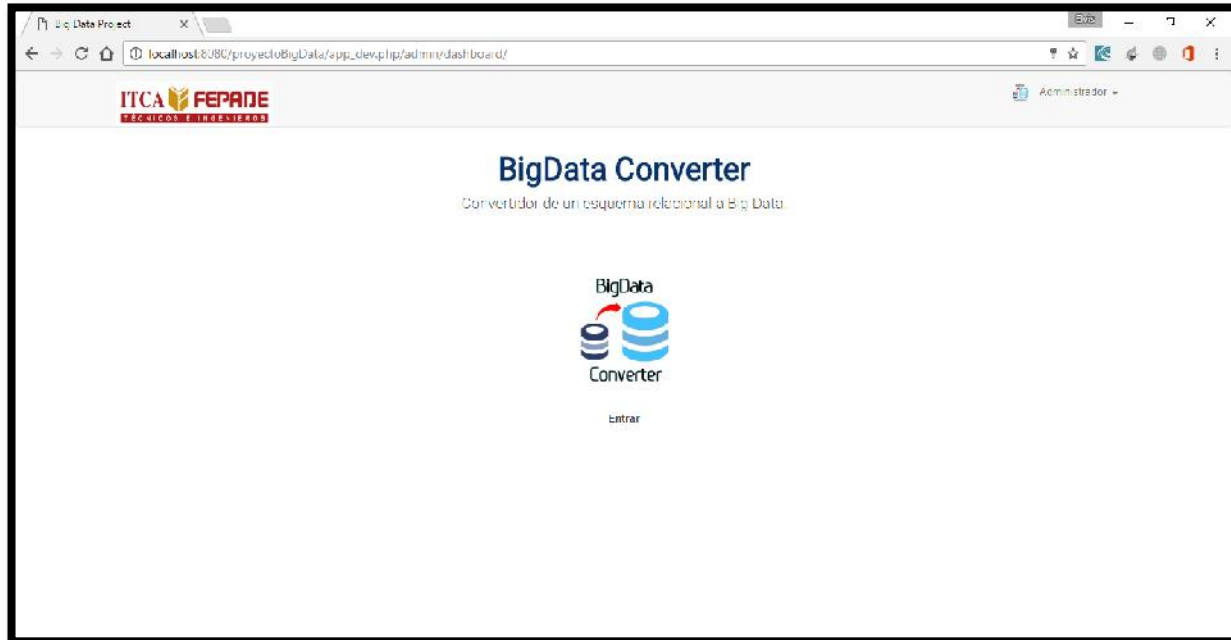 Big Data Project
localhost:8080/proyectoBigData/app_dev.php/admin/dashboard/
ITCA FEPADE
TÉCNICOS E INGENIEROS
Administrador
BigData Converter
Convertidor de un esquema relacional a Big Data.
BigData
Converter
Entrar